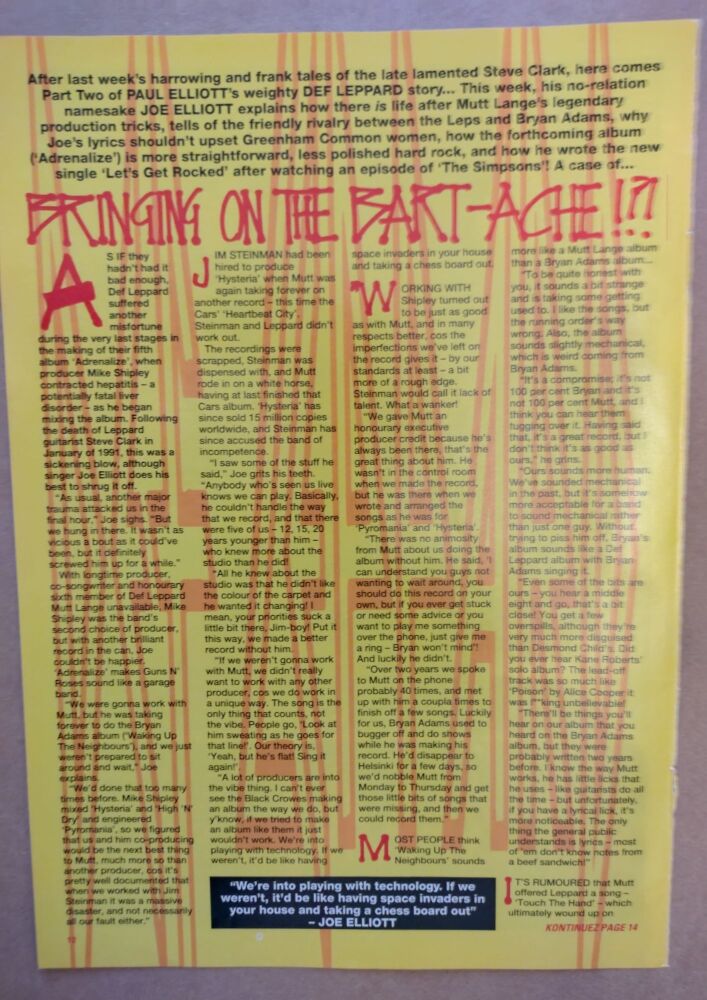 After last week's harrowing and frank tales of the late lamented Steve Clark, here comes
Part Two of PAUL ELLIOTT's weighty DEF LEPPARD story... This week, his no-relation
namesake JOE ELLIOTT explains how there is life after Mutt Lange's legendary
production tricks, tells of the friendly rivalry between the Leps and Bryan Adams, why
Joe's lyrics shouldn't upset Greenham Common women, how the forthcoming album
('Adrenalize') is more straightforward, less polished hard rock, and how he wrote the new
single 'Let's Get Rocked' after watching an episode of 'The Simpsons'! A case of...
BRINGING ON THE BART-ACHE!?!
AS IF they
hadn't had it
bad enough,
Def Leppard
suffered
another
misfortune
during the very last stages in
the making of their fifth
album 'Adrenalize', when
producer Mike Shipley
contracted hepatitis – a
potentially fatal liver
disorder – as he began
mixing the album. Following
the death of Leppard
guitarist Steve Clark in
January of 1991, this was a
sickening blow, although
singer Joe Elliott does his
best to shrug it off.
"As usual, another major
trauma attacked us in the
final hour," Joe sighs. "But
we hung in there. It wasn't as
vicious a bout as it could've
been, but it definitely
screwed him up for a while."
With longtime producer,
co-songwriter and honourary
sixth member of Def Leppard
Mutt Lange unavailable, Mike
Shipley was the band's
second choice of producer,
but with another brilliant
record in the can, Joe
couldn't be happier.
'Adrenalize' makes Guns N'
Roses sound like a garage
band.
"We were gonna work with
Mutt, but he was taking
forever to do the Bryan
Adams album ('Waking Up
The Neighbours'), and we just
weren't prepared to sit
around and wait," Joe
explains.
"We'd done that too many
times before. Mike Shipley
mixed 'Hysteria' and 'High 'N'
Dry' and engineered
'Pyromania', so we figured
that us and him co-producing
would be the next best thing
to Mutt, much more so than
another producer, cos it's
pretty well documented that
when we worked with Jim
Steinman it was a massive
disaster, and not necessarily
all our fault either."
JIM STEINMAN had been
hired to produce
'Hysteria' when Mutt was
again taking forever on
another record – this time the
Cars' 'Heartbeat City'.
Steinman and Leppard didn't
work out.
The recordings were
scrapped, Steinman was
dispensed with, and Mutt
rode in on a white horse,
having at last finished that
Cars album. 'Hysteria' has
since sold 15 million copies
worldwide, and Steinman has
since accused the band of
incompetence.
"I saw some of the stuff he
said," Joe grits his teeth.
"Anybody who's seen us live
knows we can play. Basically,
he couldn't handle the way
that we record, and that there
were five of us – 12, 15, 20
years younger than him –
who knew more about the
studio than he did!
"All he knew about the
studio was that he didn't like
the colour of the carpet and
he wanted it changing! I
mean, your priorities suck a
little bit there, Jim-boy! Put it
this way, we made a better
record without him.
"If we weren't gonna work
with Mutt, we didn't really
want to work with any other
producer, cos we do work in
a unique way. The song is the
only thing that counts, not
the vibe. People go, 'Look at
him sweating as he goes for
that line!'. Our theory is,
'Yeah, but he's flat! Sing it
again!'.
"A lot of producers are into
the vibe thing. I can't ever
see the Black Crowes making
an album the way we do, but
y'know, if we tried to make
an album like them it just
wouldn't work. We're into
playing with technology. If we
weren't, it'd be like having
space invaders in your house
and taking a chess board out.
WORKING WITH
Shipley turned out
to be just as good
as with Mutt, and in many
respects better, cos the
imperfections we've left on
the record gives it – by our
standards at least – a bit
more of a rough edge.
Steinman would call it lack of
talent. What a wanker!
"We gave Mutt an
honourary executive
producer credit because he's
always been there, that's the
great thing about him. He
wasn't in the control room
when we made the record,
but he was there when we
wrote and arranged the
songs as he was for
'Pyromania' and 'Hysteria'.
"There was no animosity
from Mutt about us doing the
album without him. He said, 'I
can understand you guys not
wanting to wait around, you
should do this record on your
own, but if you ever get stuck
or need some advice or you
want to play me something
over the phone, just give me
a ring – Bryan won't mind'!
And luckily he didn't.
"Over two years we spoke
to Mutt on the phone
probably 40 times, and met
up with him a coupla times to
finish off a few songs. Luckily
for us, Bryan Adams used to
bugger off and do shows
while he was making his
record. He'd disappear to
Helsinki for a few days, so
we'd nobble Mutt from
Monday to Thursday and get
those little bits of songs that
were missing, and then we
could record them."
MOST PEOPLE think
'Waking Up The
Neighbours' sounds
more like a Mutt Lange album
than a Bryan Adams album...
"To be quite honest with
you, it sounds a bit strange
and is taking some getting
used to. I like the songs, but
the running order's way
wrong. Also, the album
sounds slightly mechanical,
which is weird coming from
Bryan Adams.
"It's a compromise; it's not
100 per cent Bryan and it's
not 100 per cent Mutt, and I
think you can hear them
tugging over it. Having said
that, it's a great record, but I
don't think it's as good as
ours," he grins.
"Ours sounds more human.
We've sounded mechanical
in the past, but it's somehow
more acceptable for a band
to sound mechanical rather
than just one guy. Without
trying to piss him off, Bryan's
album sounds like a Def
Leppard album with Bryan
Adams singing it.
"Even some of the bits are
ours – you hear a middle
eight and go, that's a bit
close! You get a few
overspills, although they're
very much more disguised
than Desmond Child's. Did
you ever hear Kane Roberts'
solo album? The lead-off
track was so much like
'Poison' by Alice Cooper it
was f**king unbelievable!
"There'll be things you'll
hear on our album that you
heard on the Bryan Adams
album, but they were
probably written two years
before. I know the way Mutt
works, he has little licks that
he uses – like guitarists do all
the time – but unfortunately,
if you have a lyrical lick, it's
more noticeable. The only
thing the general public
understands is lyrics – most
of 'em don't know notes from
a beef sandwich!"
IT'S RUMOURED that Mutt
offered Leppard a song –
'Touch The Hand' – which
ultimately wound up on
KONTINUEZ PAGE 14
"We're into playing with technology. If we
weren't, it'd be like having space invaders in
your house and taking a chess board out"
– JOE ELLIOTT
12